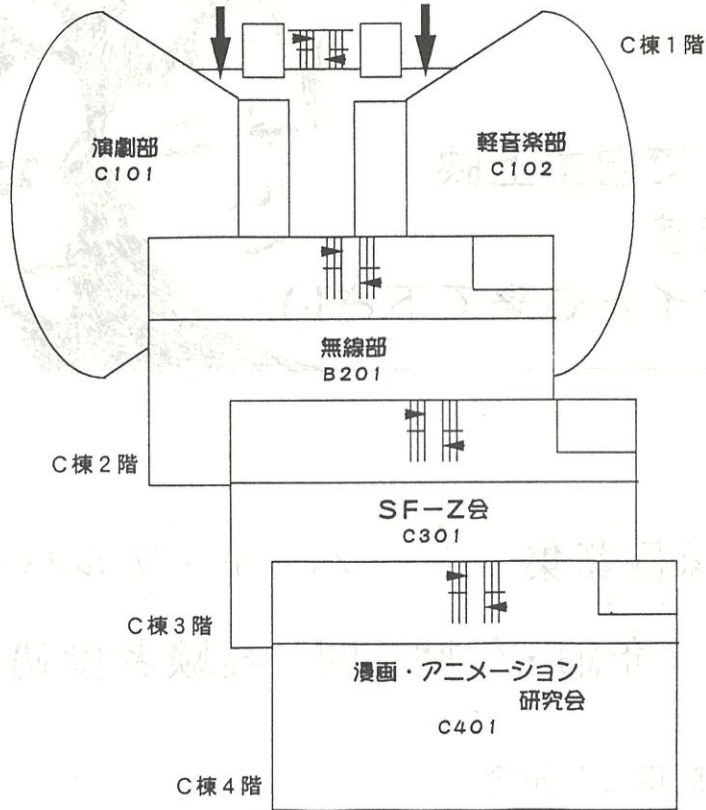 C棟1階
演劇部
C101
軽音楽部
C102
無線部
B201
C棟2階
SF-Z会
C301
C棟3階
漫画・アニメーション
研究会
C401
C棟4階